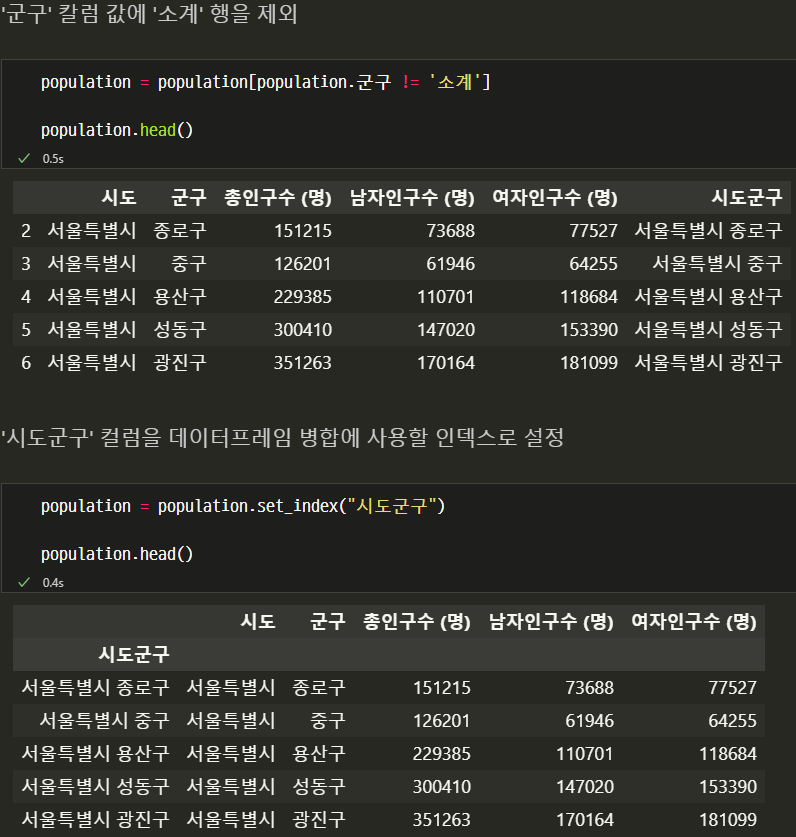 '군구' 칼럼 값에 '소계' 행을 제외
population = population[population.군구 != '소계']
population.head()
0.5s
시도 군구 총인구수 (명) 남자인구수 (명) 여자인구수 (명) 시도군구
2 서울특별시 종로구 151215 73688 77527 서울특별시 종로구
3 서울특별시 중구 126201 61946 64255 서울특별시 중구
4 서울특별시 용산구 229385 110701 118684 서울특별시 용산구
5 서울특별시 성동구 300410 147020 153390 서울특별시 성동구
6 서울특별시 광진구 351263 170164 181099 서울특별시 광진구
'시도군구' 컬럼을 데이터프레임 병합에 사용할 인덱스로 설정
population = population.set_index("시도군구")
population.head()
0.4s
시도 군구 총인구수 (명) 남자인구수 (명) 여자인구수 (명)
시도군구
서울특별시 종로구 서울특별시 종로구 151215 73688 77527
서울특별시 중구 서울특별시 중구 126201 61946 64255
서울특별시 용산구 서울특별시 용산구 229385 110701 118684
서울특별시 성동구 서울특별시 성동구 300410 147020 153390
서울특별시 광진구 서울특별시 광진구 351263 170164 181099